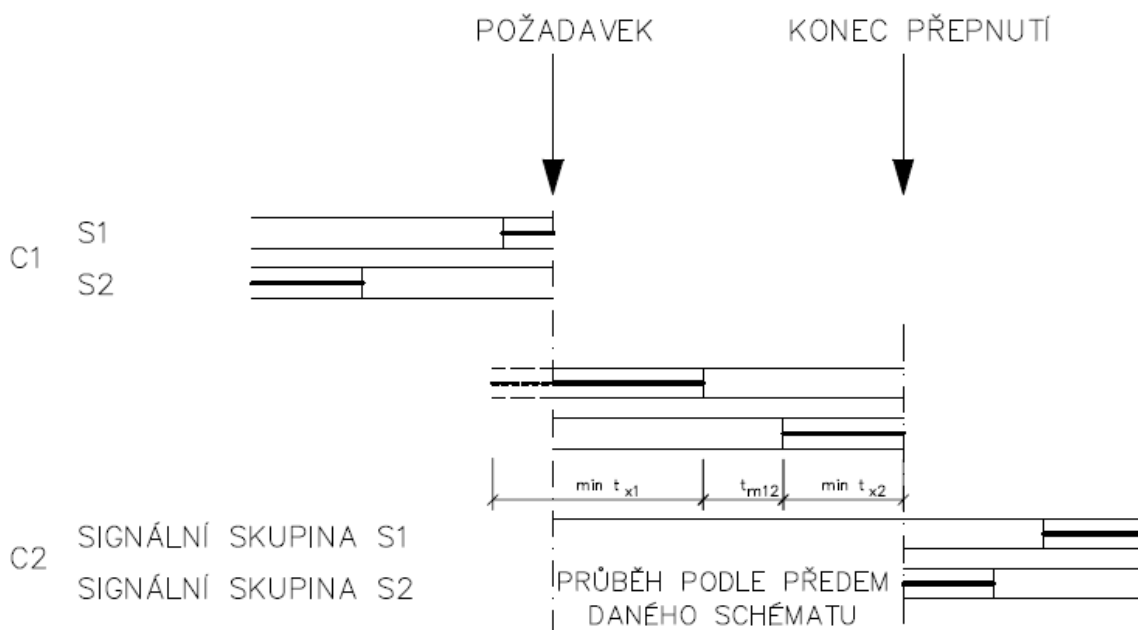 POŽADAVEK
KONEC PŘEPNUTÍ
C1
S1
S2
min t x1
t m12
min t x2
C2
SIGNÁLNÍ SKUPINA S1
SIGNÁLNÍ SKUPINA S2
PRŮBĚH PODLE PŘEDEM
DANÉHO SCHÉMATU